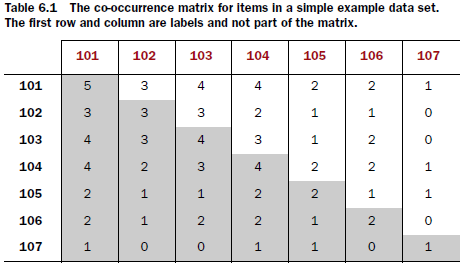 Table 6.1 The co-occurrence matrix for items in a simple example data set.
The first row and column are labels and not part of the matrix.
101 102 103 104 105 106 107
101 5 3 4 4 2 2 1
102 3 3 3 2 1 1 0
103 4 3 4 3 1 2 0
104 4 2 3 4 2 2 1
105 2 1 1 2 2 1 1
106 2 1 2 2 1 2 0
107 1 0 0 1 1 0 1